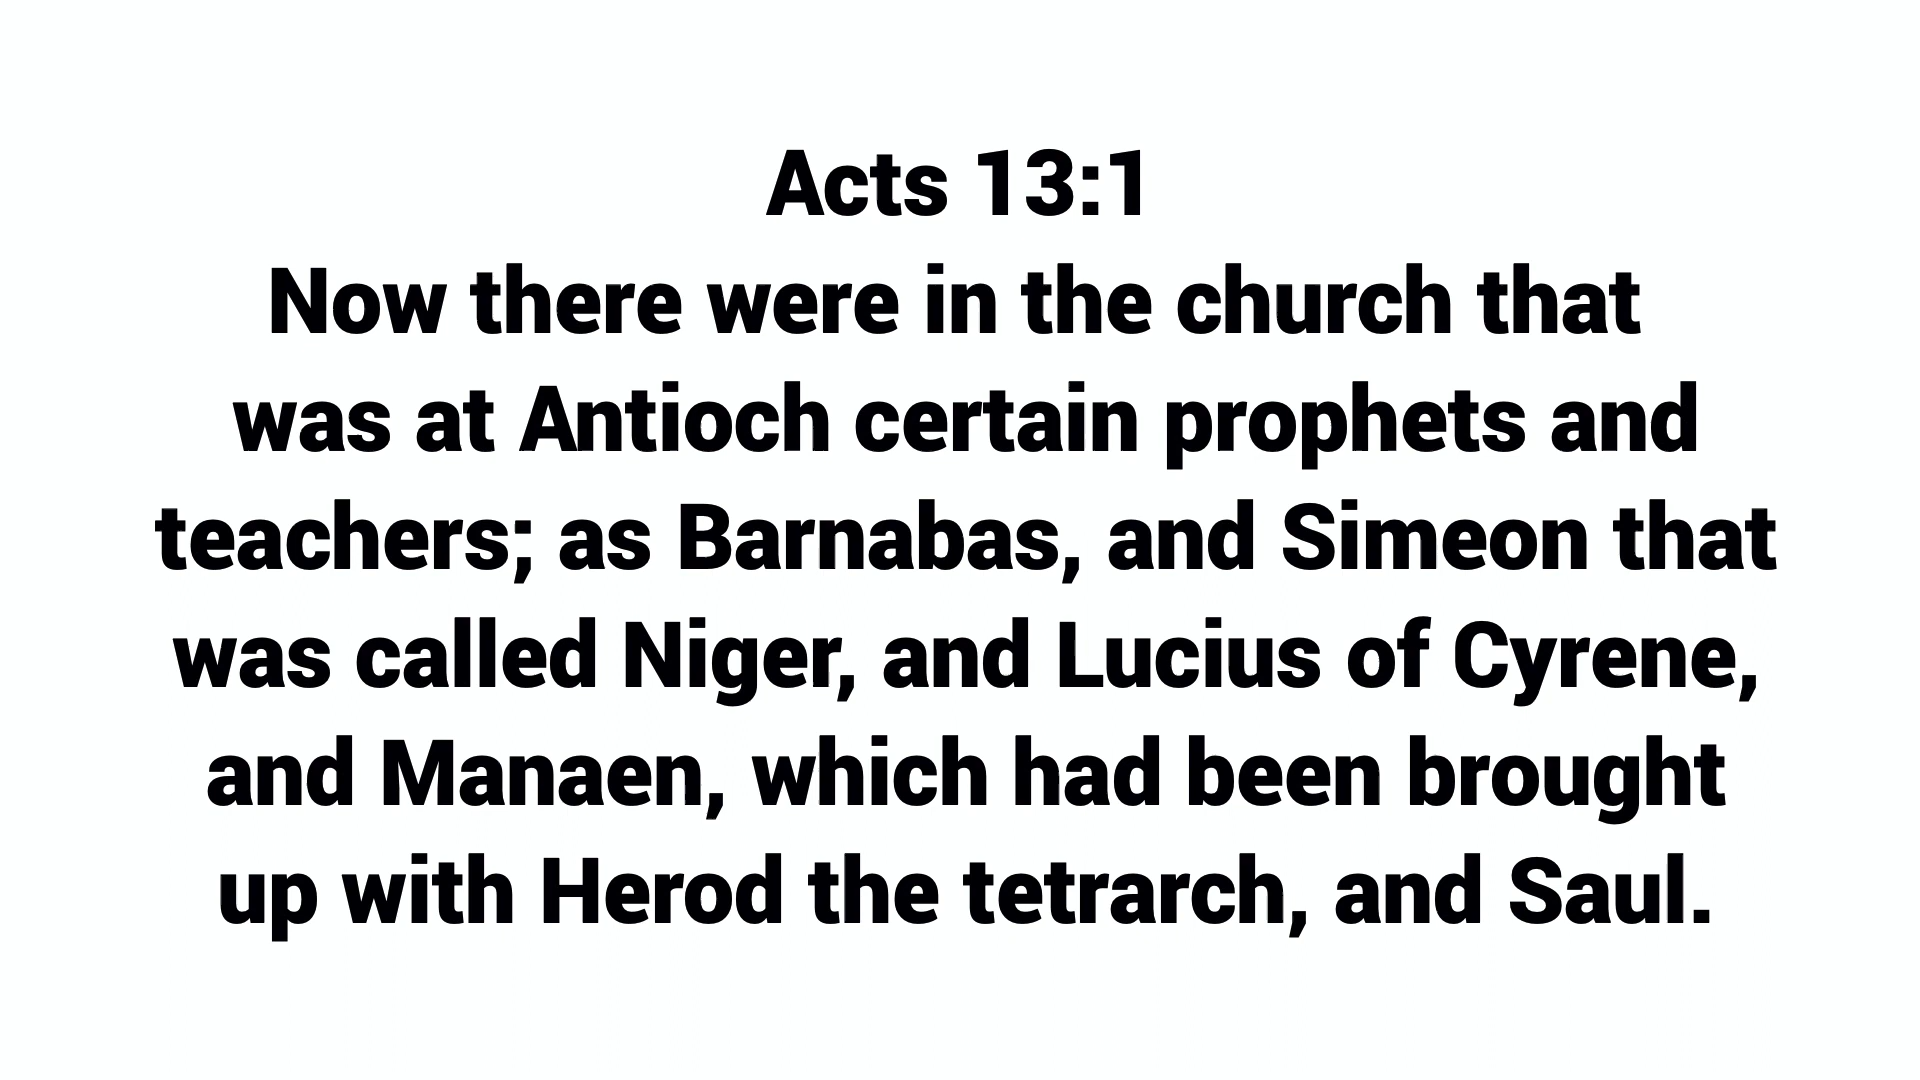 Acts 13:1
Now there were in the church that
was at Antioch certain prophets and
teachers; as Barnabas, and Simeon that
was called Niger, and Lucius of Cyrene,
and Manaen, which had been brought
up with Herod the tetrarch, and Saul.